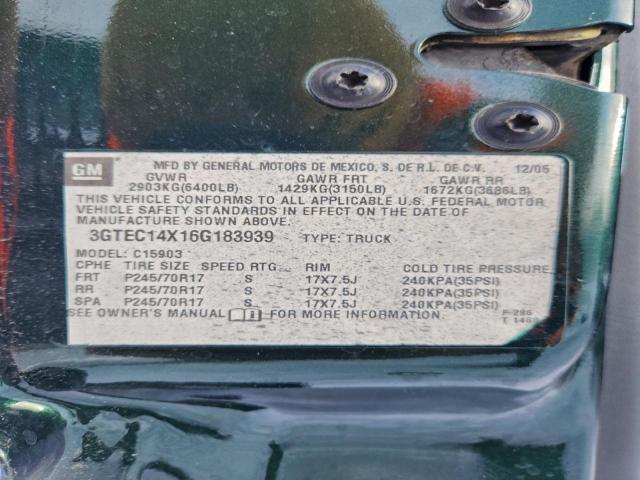 GM
MFD BY GENERAL MOTORS DE MEXICO, S. DE R.L. DE C.V. 12/05
GVWR GAWR FRT GAWR RR
2903KG(6400LB) 1429KG(3150LB) 1672KG(3686LB)
THIS VEHICLE CONFORMS TO ALL APPLICABLE U.S. FEDERAL MOTOR
VEHICLE SAFETY STANDARDS IN EFFECT ON THE DATE OF
MANUFACTURE SHOWN ABOVE.
3GTEC14X16G183939 TYPE: TRUCK
MODEL: C15903
CPHE TIRE SIZE SPEED RTG RIM COLD TIRE PRESSURE
FRT P245/70R17 S 17X7.5J 240KPA(35PSI)
RR P245/70R17 S 17X7.5J 240KPA(35PSI)
SPA P245/70R17 S 17X7.5J 240KPA(35PSI)
SEE OWNER'S MANUAL FOR MORE INFORMATION